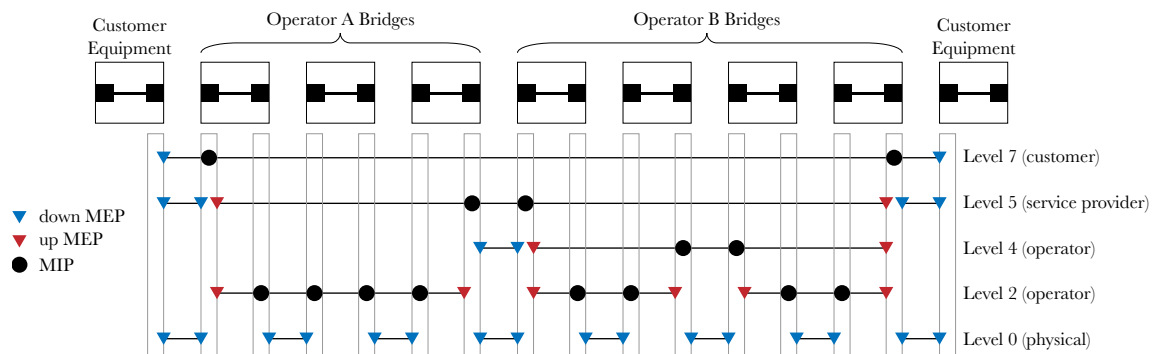 Customer
Equipment
Operator A Bridges
Operator B Bridges
Customer
Equipment
Level 7 (customer)
Level 5 (service provider)
down MEP
up MEP
Level 4 (operator)
MIP
Level 2 (operator)
Level 0 (physical)